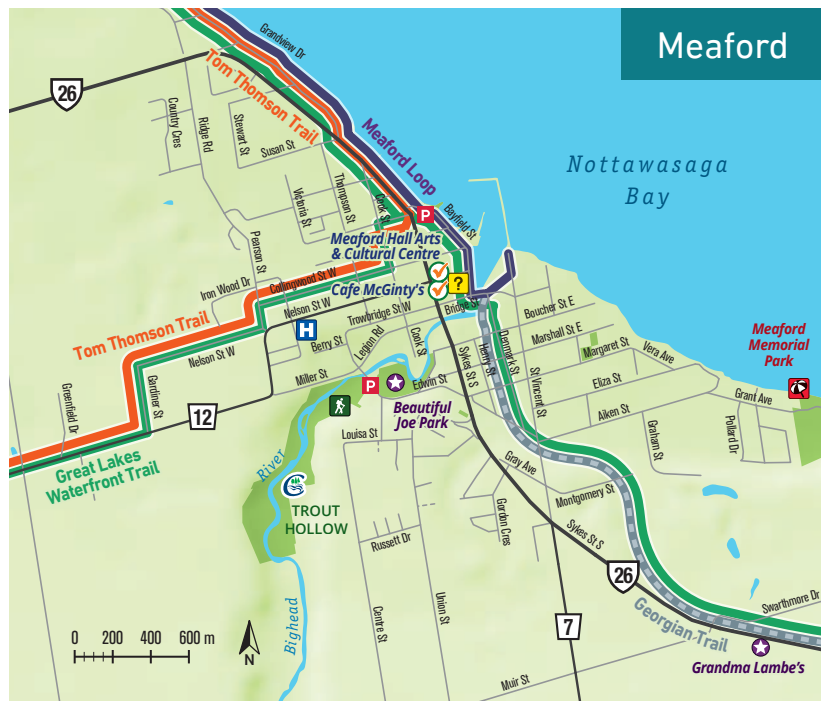 Meaford
Grandview Dr
Tom Thomson Trail
26
Country Cres
Ridge Rd
Stewart St
Susan St
Meaford Loop
Nottawasaga
Bay
Victoria St
Thompson St
Cook St
P
Bayfield St
Meaford Hall Arts
& Cultural Centre
Pearson St
Iron Wood Dr
Collingwood St W
Cafe McGinty's
?
Nelson St W
Trowbridge St W
Bridge St
Boucher St E
Tom Thomson Trail
H
Berry St
Legion Rd
Cook St
Marshall St E
Meaford
Memorial
Park
Nelson St W
Margaret St
Vera Ave
Sykes St S
Henry St
Denmark St
St Vincent St
Miller St
P
Edwin St
Eliza St
Grant Ave
Greenfield Dr
Gardiner St
12
Beautiful
Joe Park
Aiken St
Graham St
Pollard Dr
Louisa St
Great Lakes
Waterfront Trail
River
Gray Ave
Montgomery St
TROUT
HOLLOW
Gordon Cres
Russett Dr
Sykes St S
26
Swarthmore Dr
Georgian Trail
Bighead
Centre St
Union St
7
0 200 400 600 m
N
Grandma Lambe's
Muir St